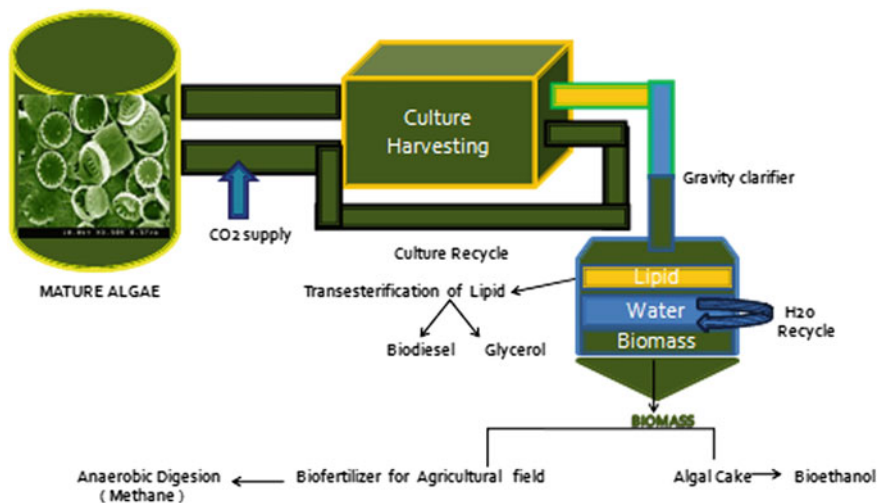 Culture
Harvesting
Gravity clarifier
CO2 supply
Culture Recycle
MATURE ALGAE
Transesterification of Lipid
Lipid
Water
H20
Recycle
Biomass
Biodiesel
Glycerol
BIOMASS
Anaerobic Digesion
( Methane )
Biofertilizer for Agricultural field
Algal Cake
Bioethanol